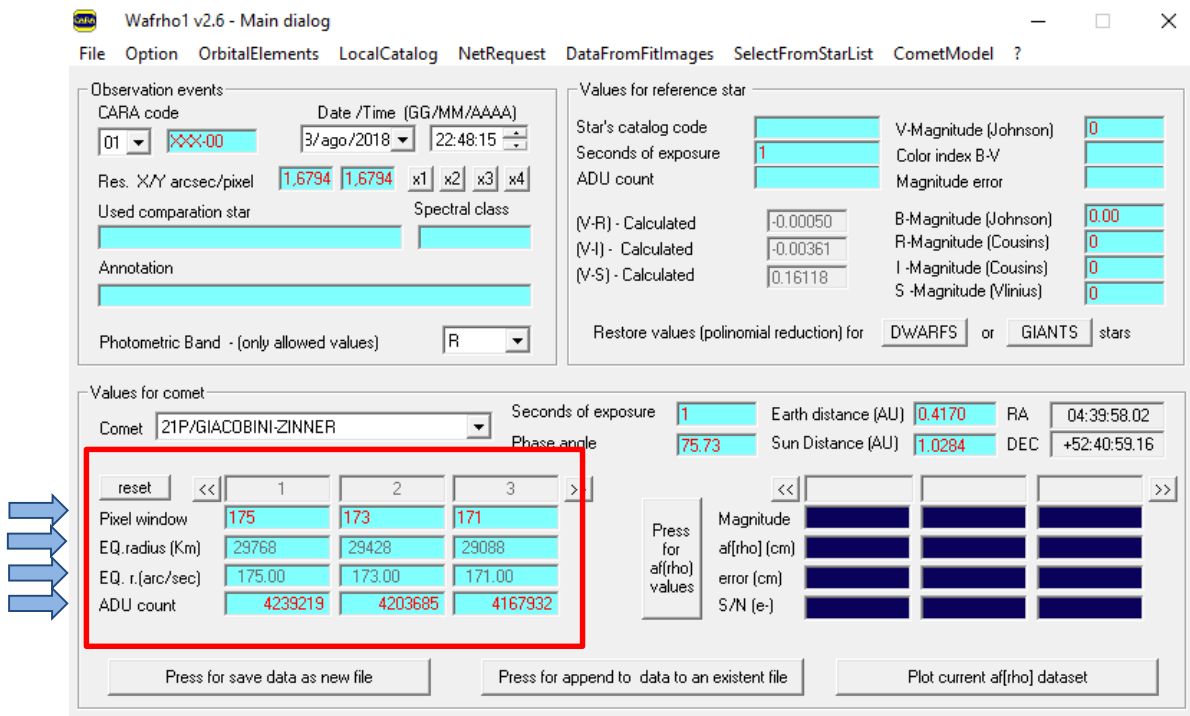 CARA Wafrho1 v2.6 - Main dialog
File Option OrbitalElements LocalCatalog NetRequest DataFromFitImages SelectFromStarList CometModel ?
Observation events
CARA code Date /Time (GG/MM/AAAA)
01 XXX-00 3/ago/2018 22:48:15
Res. X/Y arcsec/pixel 1,6794 1,6794 x1 x2 x3 x4
Used comparation star Spectral class
Annotation
Photometric Band - (only allowed values) R
Values for reference star
Star's catalog code V-Magnitude (Johnson) 0
Seconds of exposure 1 Color index B-V
ADU count Magnitude error
(V-R) - Calculated -0.00050 B-Magnitude (Johnson) 0.00
(V-I) - Calculated -0.00361 R-Magnitude (Cousins) 0
(V-S) - Calculated 0.16118 I -Magnitude (Cousins) 0
S -Magnitude (Vlinius) 0
Restore values (polinomial reduction) for DWARFS or GIANTS stars
Values for comet
Comet 21P/GIACOBINI-ZINNER Seconds of exposure 1 Earth distance (AU) 0.4170 RA 04:39:58.02
Phase angle 75.73 Sun Distance (AU) 1.0284 DEC +52:40:59.16
reset << 1 2 3 >> << >>
Pixel window 175 173 171
EQ.radius (Km) 29768 29428 29088
EQ. r.(arc/sec) 175.00 173.00 171.00
ADU count 4239219 4203685 4167932
Press
for
af(rho)
values
Magnitude
af[rho] (cm)
error (cm)
S/N (e-)
Press for save data as new file Press for append to data to an existent file Plot current af[rho] dataset